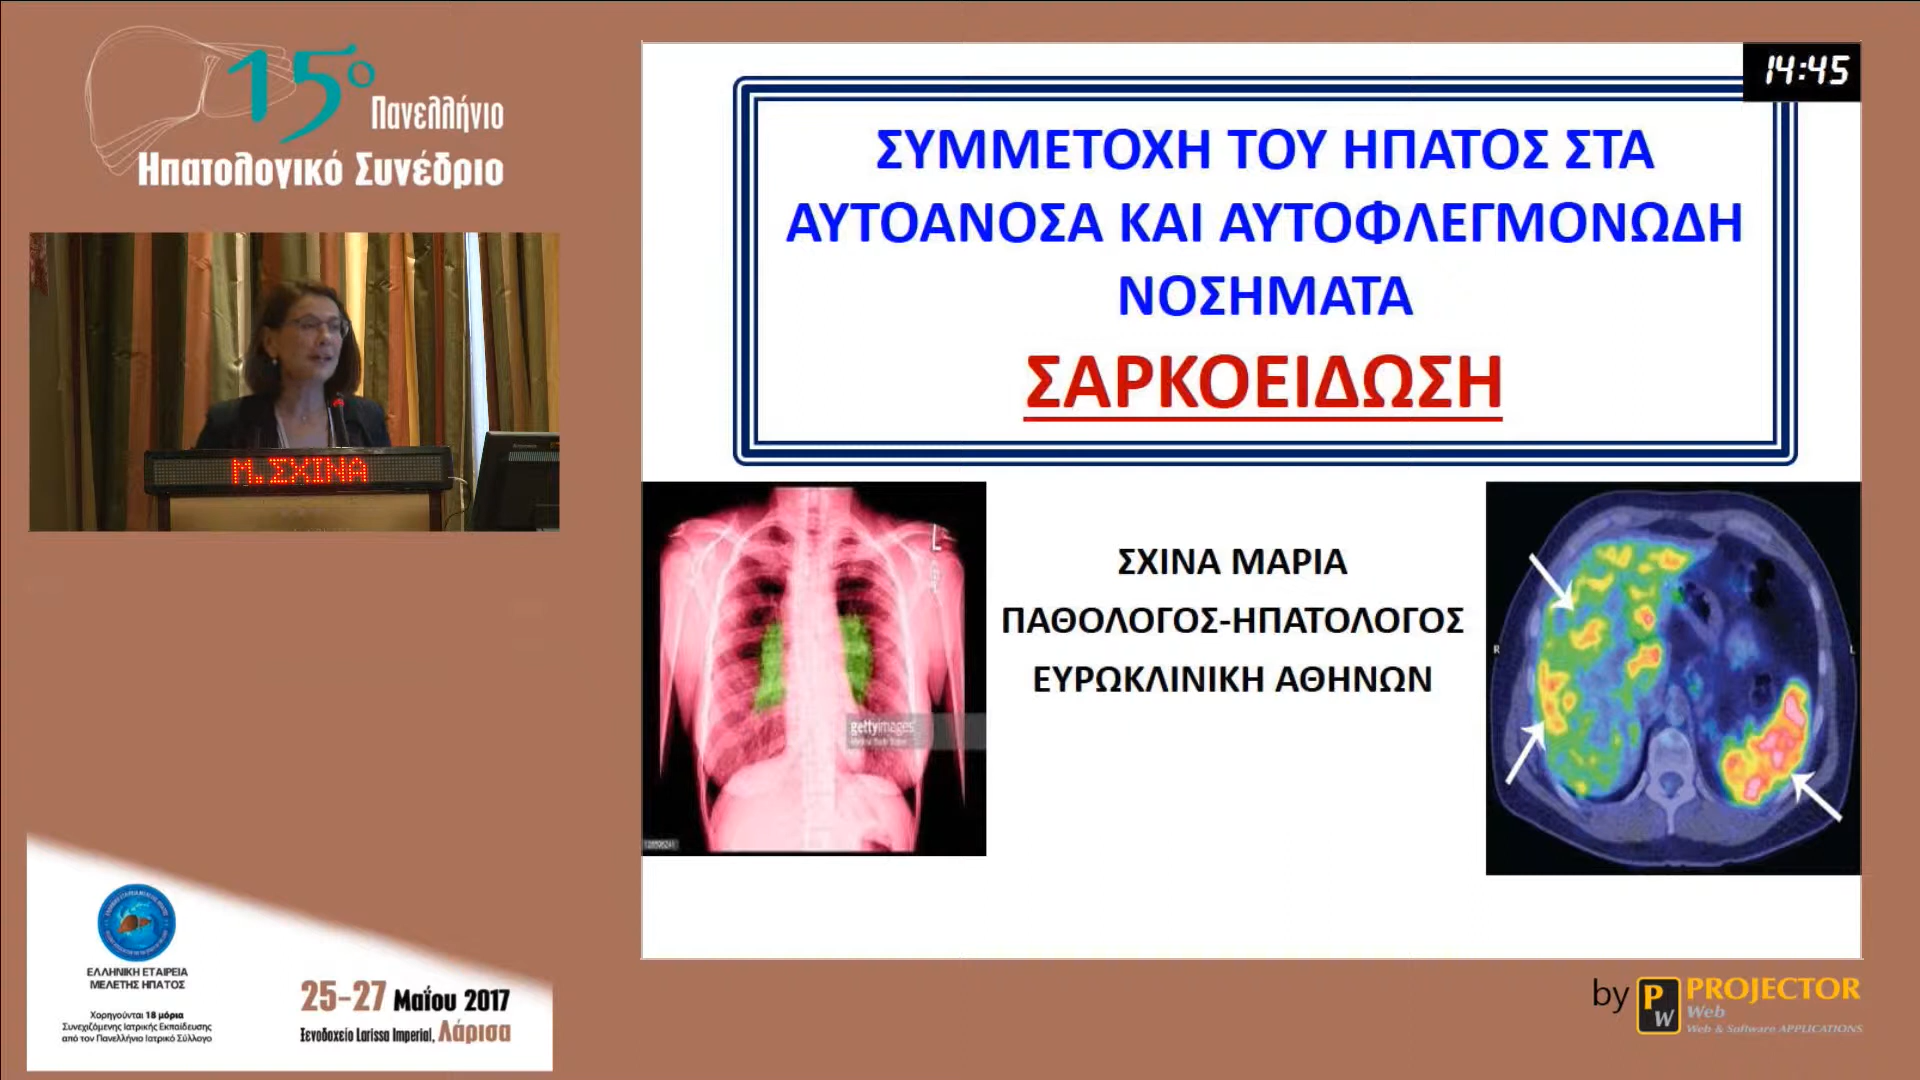 15ο Πανελλήνιο
Ηπατολογικό Συνέδριο
Μ.ΣΧΙΝΑ
14:45
ΣΥΜΜΕΤΟΧΗ ΤΟΥ ΗΠΑΤΟΣ ΣΤΑ
ΑΥΤΟΑΝΟΣΑ ΚΑΙ ΑΥΤΟΦΛΕΓΜΟΝΩΔΗ
ΝΟΣΗΜΑΤΑ
ΣΑΡΚΟΕΙΔΩΣΗ
L
gettyimages
ΣΧΙΝΑ ΜΑΡΙΑ
ΠΑΘΟΛΟΓΟΣ-ΗΠΑΤΟΛΟΓΟΣ
ΕΥΡΩΚΛΙΝΙΚΗ ΑΘΗΝΩΝ
R
L
ΕΛΛΗΝΙΚΗ ΕΤΑΙΡΕΙΑ
ΜΕΛΕΤΗΣ ΗΠΑΤΟΣ
Χορηγούνται 18 μόρια
Συνεχιζόμενης Ιατρικής Εκπαίδευσης
από τον Πανελλήνιο Ιατρικό Σύλλογο
25-27 Μαΐου 2017
Ξενοδοχείο Larissa Imperial, Λάρισα
by PW PROJECTOR
Web
Web & Software APPLICATIONS